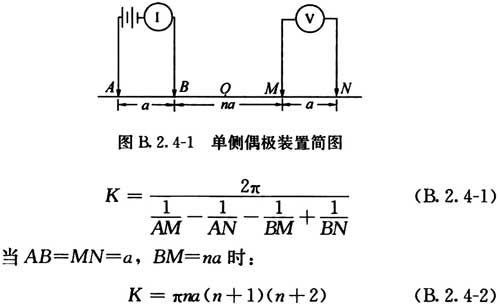 I V
A B O M N
a na a
图 B.2.4-1 单侧偶极装置简图
K = 2π / (1/AM − 1/AN − 1/BM + 1/BN) (B.2.4-1)
当 AB=MN=a，BM=na 时：
K = πna(n+1)(n+2) (B.2.4-2)